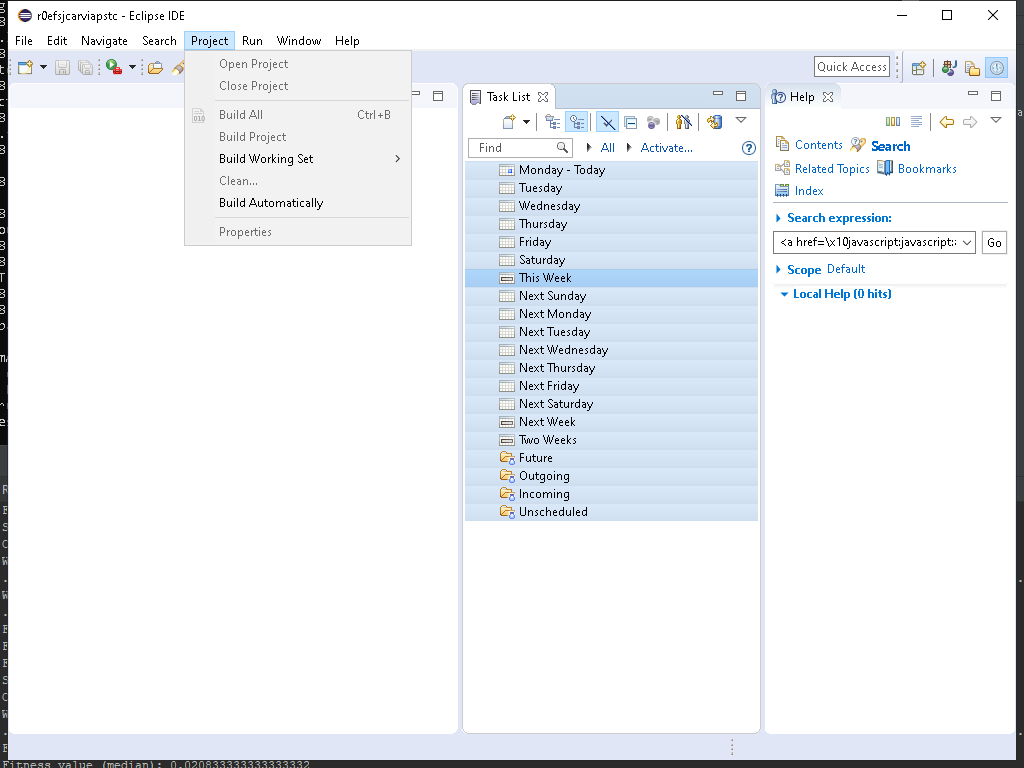 r0efsjcarviapstc - Eclipse IDE
File Edit Navigate Search Project Run Window Help
Quick Access
Open Project
Close Project
Build All Ctrl+B
Build Project
Build Working Set
Clean...
Build Automatically
Properties
Task List
Find All Activate...
Monday - Today
Tuesday
Wednesday
Thursday
Friday
Saturday
This Week
Next Sunday
Next Monday
Next Tuesday
Next Wednesday
Next Thursday
Next Friday
Next Saturday
Next Week
Two Weeks
Future
Outgoing
Incoming
Unscheduled
Help
Contents Search
Related Topics Bookmarks
Index
Search expression:
<a href=\x10javascript:javascript: Go
Scope Default
Local Help (0 hits)
Fitness value (median): 0.020833333333333332